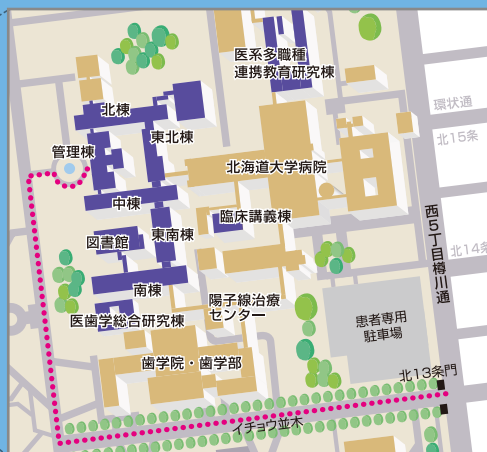 医系多職種
連携教育研究棟
北棟
東北棟
環状通
北15条
管理棟
北海道大学病院
中棟
臨床講義棟
西5丁目樽川通
図書館
東南棟
北14条
南棟
陽子線治療
センター
医歯学総合研究棟
患者専用
駐車場
歯学院・歯学部
北13条門
イチョウ並木